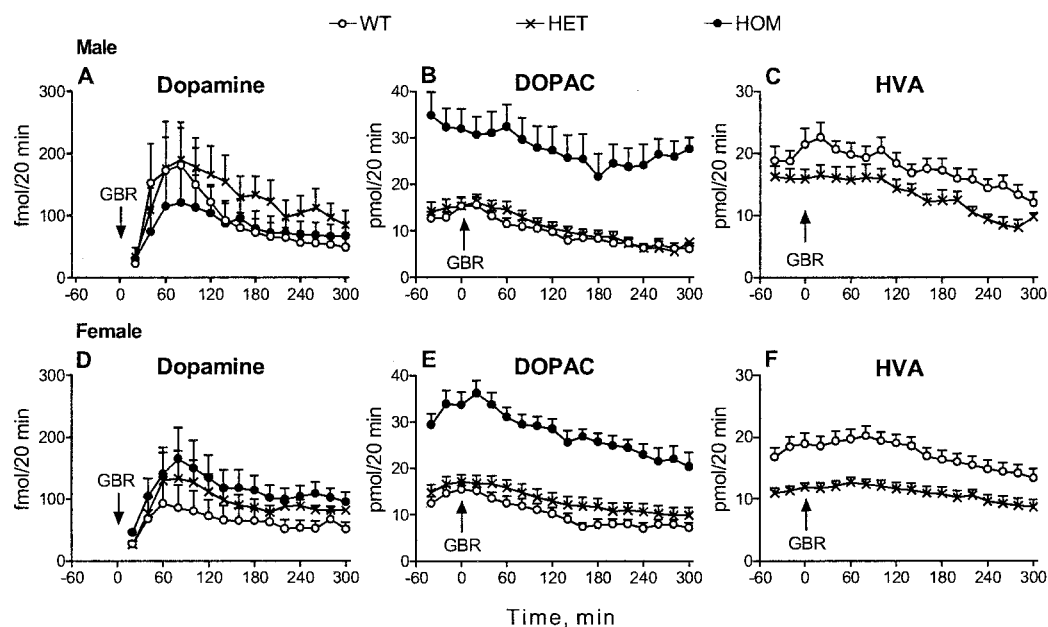 WT HET HOM
Male
A Dopamine B DOPAC C HVA
fmol/20 min
300
200
100
0
GBR
-60 0 60 120 180 240 300
pmol/20 min
40
30
20
10
0
GBR
-60 0 60 120 180 240 300
pmol/20 min
30
20
10
0
GBR
-60 0 60 120 180 240 300
Female
D Dopamine E DOPAC F HVA
fmol/20 min
300
200
100
0
GBR
-60 0 60 120 180 240 300
pmol/20 min
40
30
20
10
0
GBR
-60 0 60 120 180 240 300
pmol/20 min
30
20
10
0
GBR
-60 0 60 120 180 240 300
Time, min